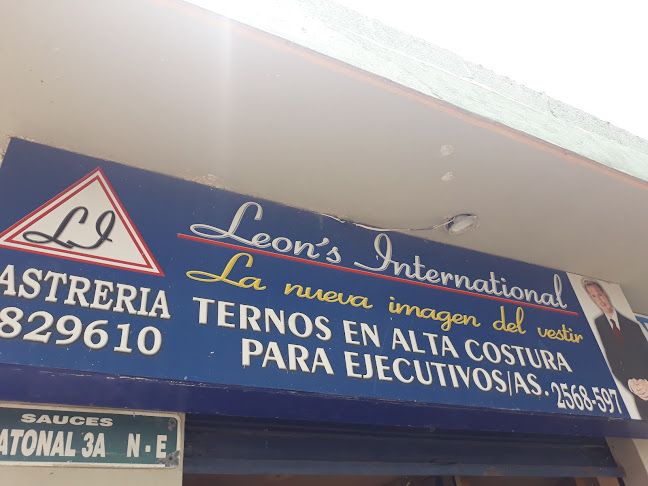 LI
Leon's International
La nueva imagen del vestir
ASTRERIA
829610
TERNOS EN ALTA COSTURA
PARA EJECUTIVOS/AS.
2568-597
SAUCES
ATONAL 3A N-E